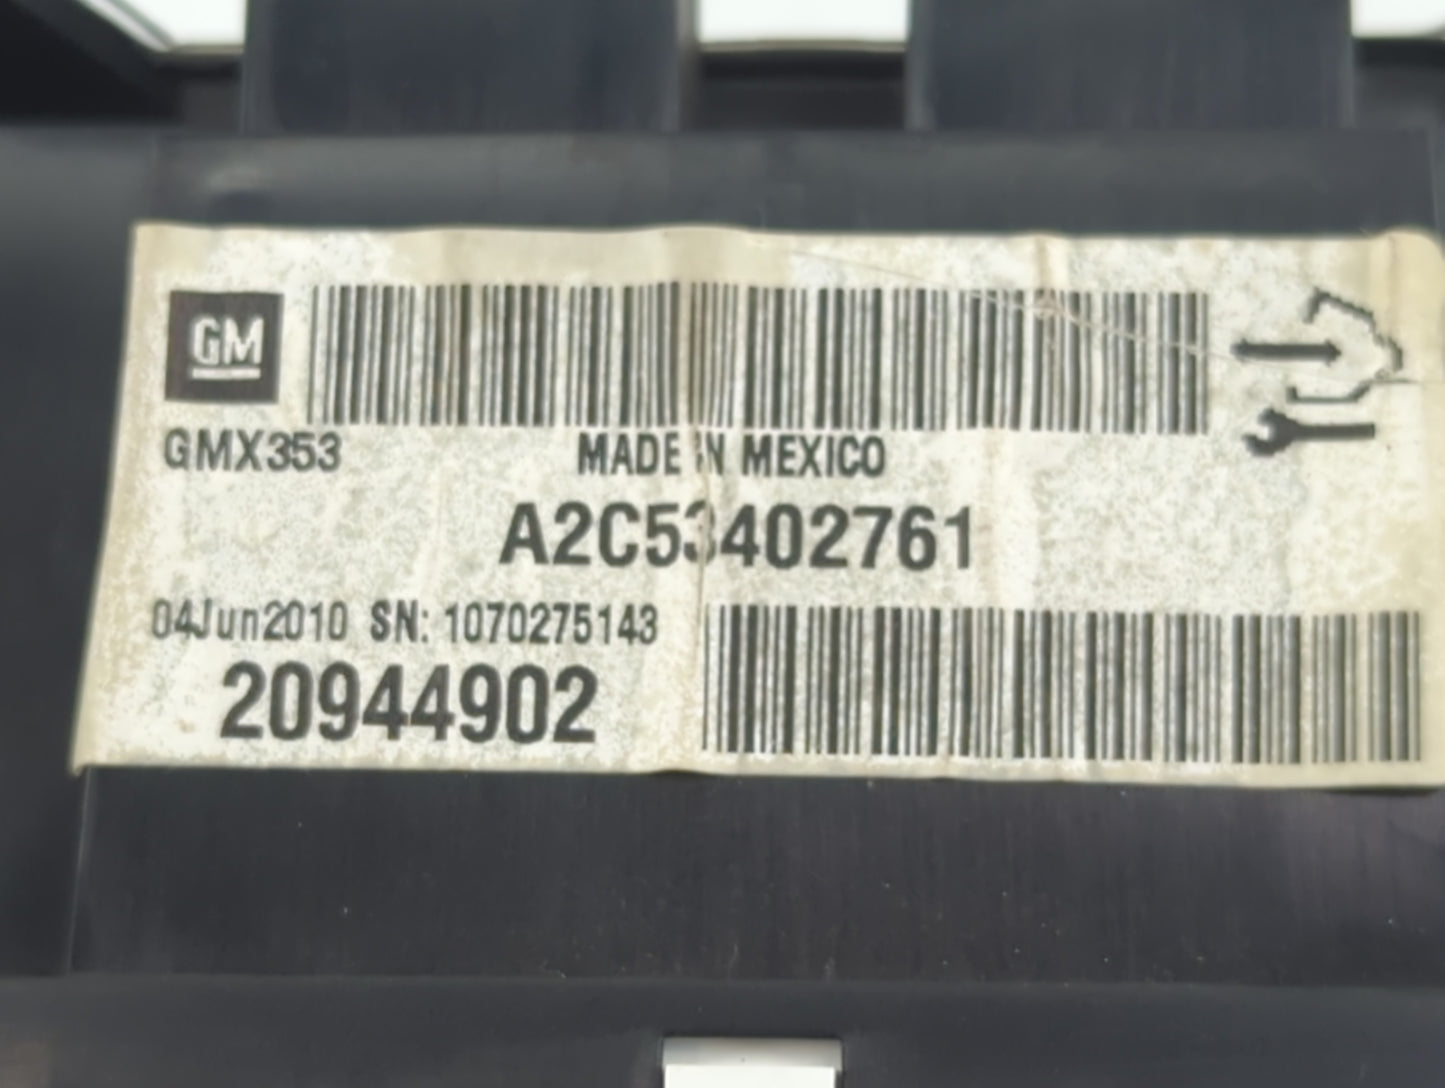 GM
GMX353
MADE IN MEXICO
A2C53402761
04Jun2010 SN: 1070275143
20944902